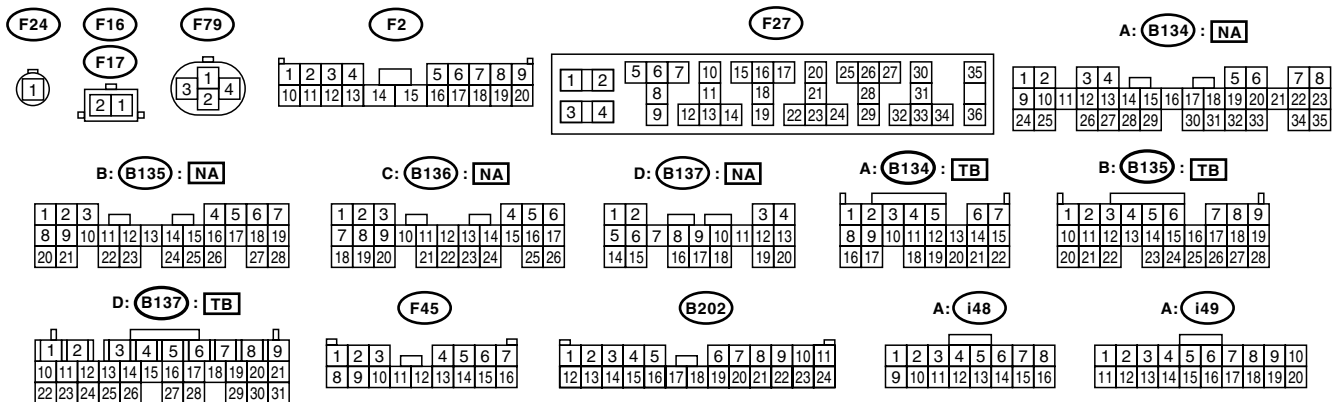 F24 F16 F79 F2 F27 A: B134 : NA
F17
1
2 1
1
3 4
2
1 2 3 4 5 6 7 8 9
10 11 12 13 14 15 16 17 18 19 20
1 2 5 6 7 10 15 16 17 20 25 26 27 30 35
8 11 18 21 28 31
3 4 9 12 13 14 19 22 23 24 29 32 33 34 36
1 2 3 4 5 6 7 8
9 10 11 12 13 14 15 16 17 18 19 20 21 22 23
24 25 26 27 28 29 30 31 32 33 34 35
B: B135 : NA C: B136 : NA D: B137 : NA A: B134 : TB B: B135 : TB
1 2 3 4 5 6 7
8 9 10 11 12 13 14 15 16 17 18 19
20 21 22 23 24 25 26 27 28
1 2 3 4 5 6
7 8 9 10 11 12 13 14 15 16 17
18 19 20 21 22 23 24 25 26
1 2 3 4
5 6 7 8 9 10 11 12 13
14 15 16 17 18 19 20
1 2 3 4 5 6 7
8 9 10 11 12 13 14 15
16 17 18 19 20 21 22
1 2 3 4 5 6 7 8 9
10 11 12 13 14 15 16 17 18 19
20 21 22 23 24 25 26 27 28
D: B137 : TB F45 B202 A: i48 A: i49
1 2 3 4 5 6 7 8 9
10 11 12 13 14 15 16 17 18 19 20 21
22 23 24 25 26 27 28 29 30 31
1 2 3 4 5 6 7
8 9 10 11 12 13 14 15 16
1 2 3 4 5 6 7 8 9 10 11
12 13 14 15 16 17 18 19 20 21 22 23 24
1 2 3 4 5 6 7 8
9 10 11 12 13 14 15 16
1 2 3 4 5 6 7 8 9 10
11 12 13 14 15 16 17 18 19 20